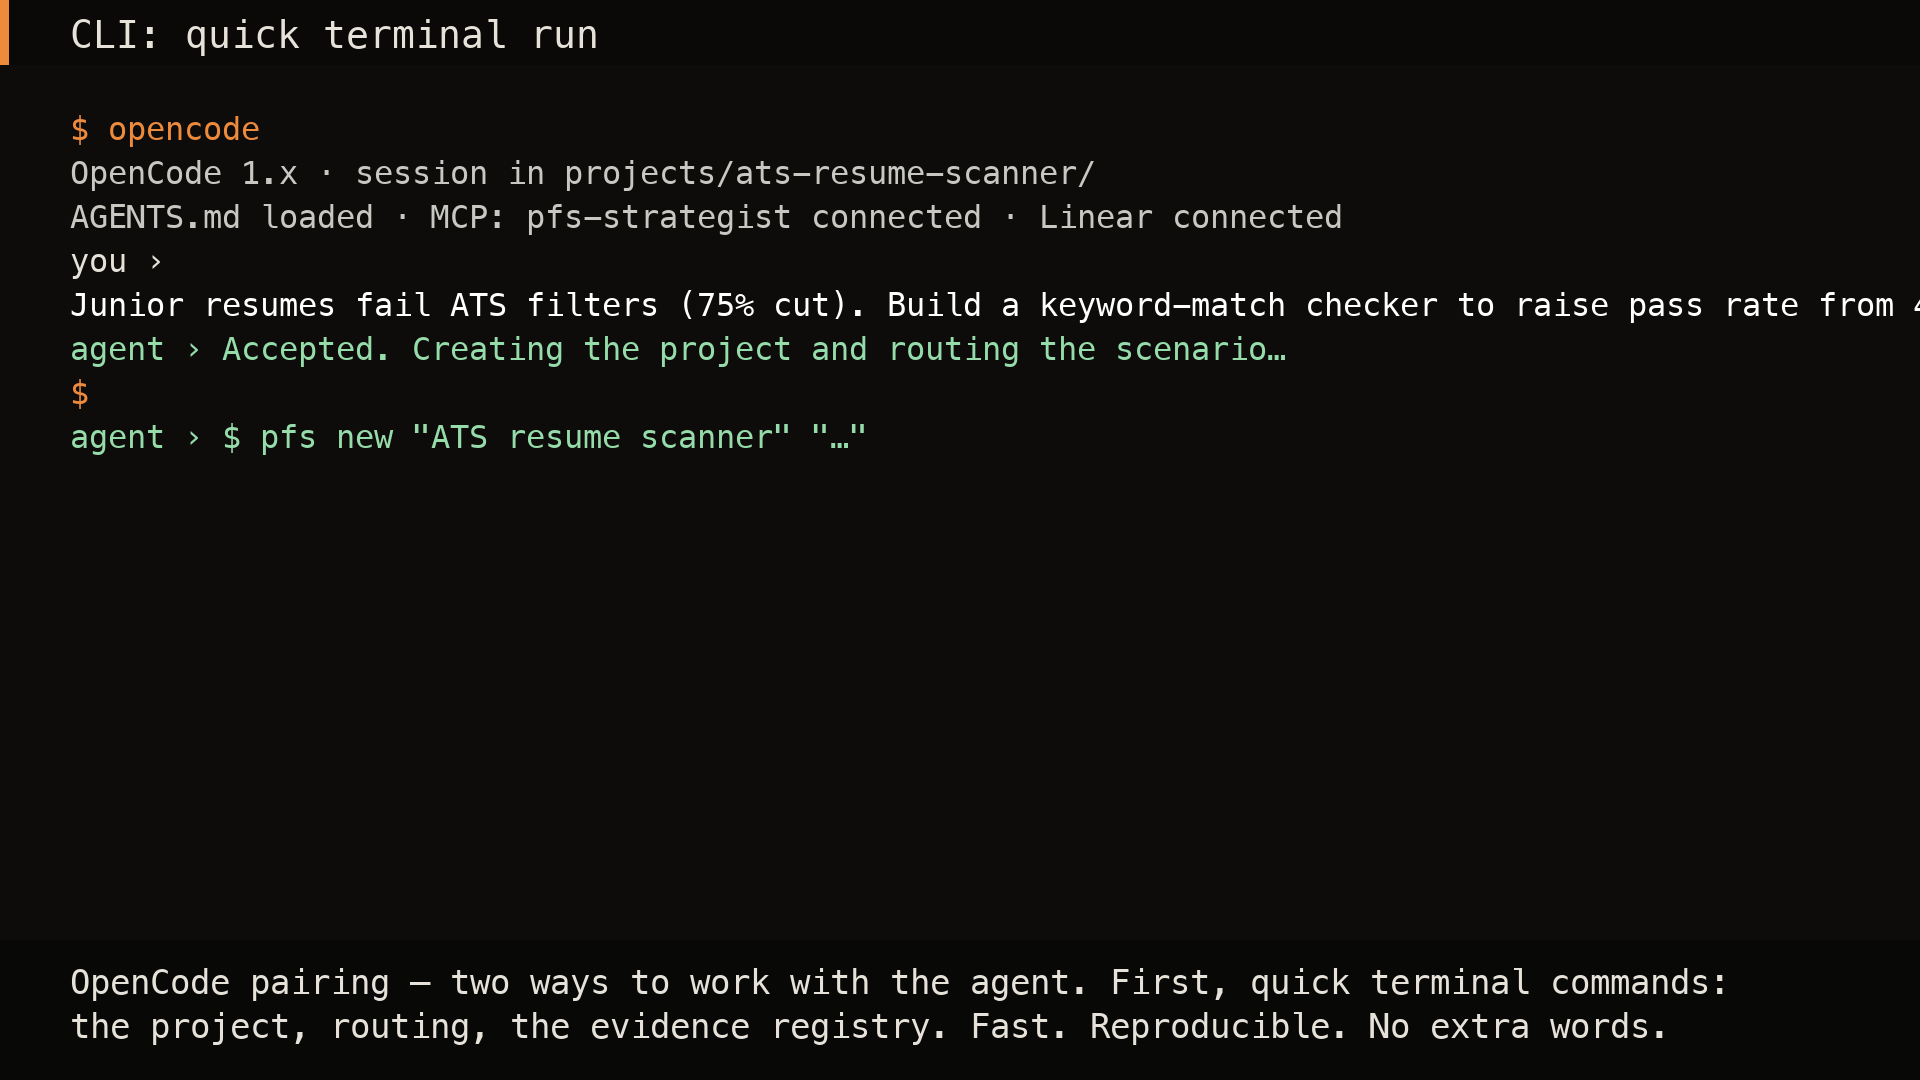 CLI: quick terminal run
$ opencode
OpenCode 1.x · session in projects/ats-resume-scanner/
AGENTS.md loaded · MCP: pfs-strategist connected · Linear connected
you ›
Junior resumes fail ATS filters (75% cut). Build a keyword-match checker to raise pass rate from
agent › Accepted. Creating the project and routing the scenario…
$
agent › $ pfs new "ATS resume scanner" "…"
OpenCode pairing — two ways to work with the agent. First, quick terminal commands:
the project, routing, the evidence registry. Fast. Reproducible. No extra words.